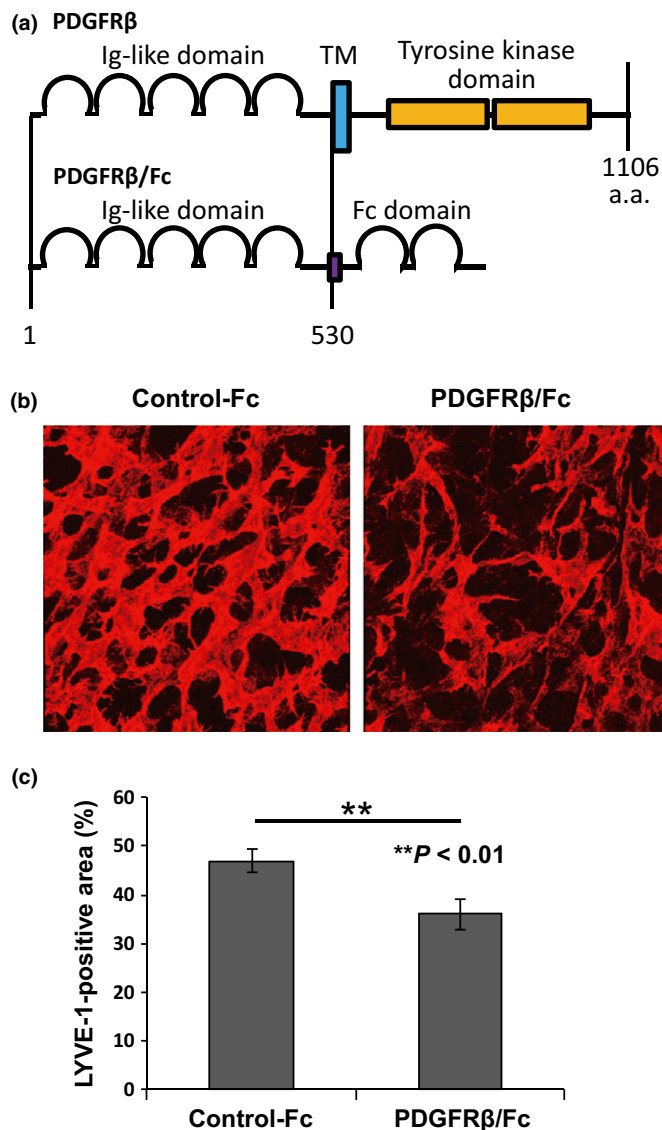 (a)
PDGFRβ
Ig-like domain
TM
Tyrosine kinase
domain
1106
a.a.
PDGFRβ/Fc
Ig-like domain
Fc domain
1
530
(b)
Control-Fc
PDGFRβ/Fc
(c)
LYVE-1-positive area (%)
60
50
40
30
20
10
0
**
**P < 0.01
Control-Fc
PDGFRβ/Fc